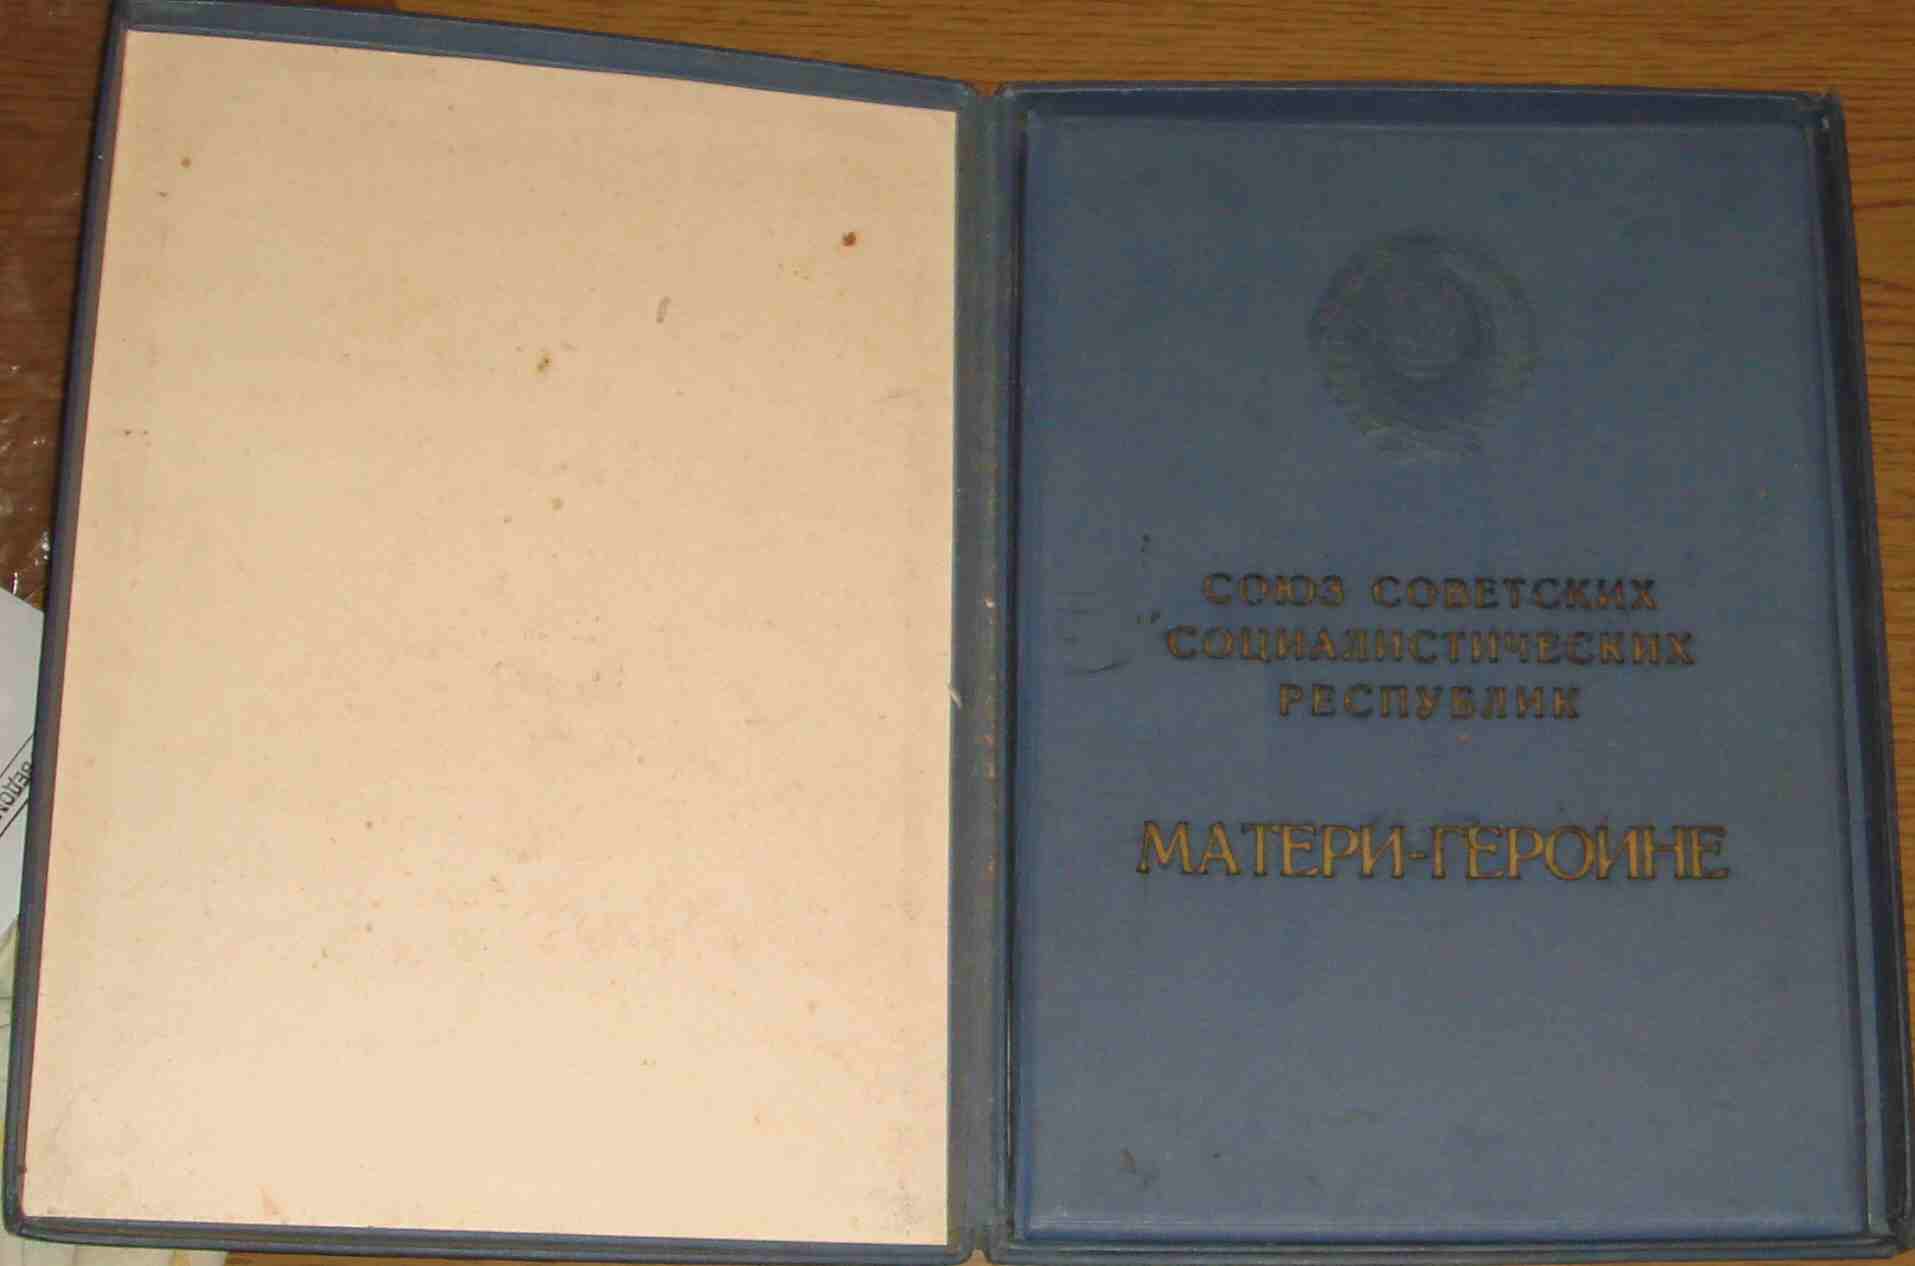 СОЮЗ СОВЕТСКИХ
СОЦИАЛИСТИЧЕСКИХ
РЕСПУБЛИК
МАТЕРИ-ГЕРОИНЕ